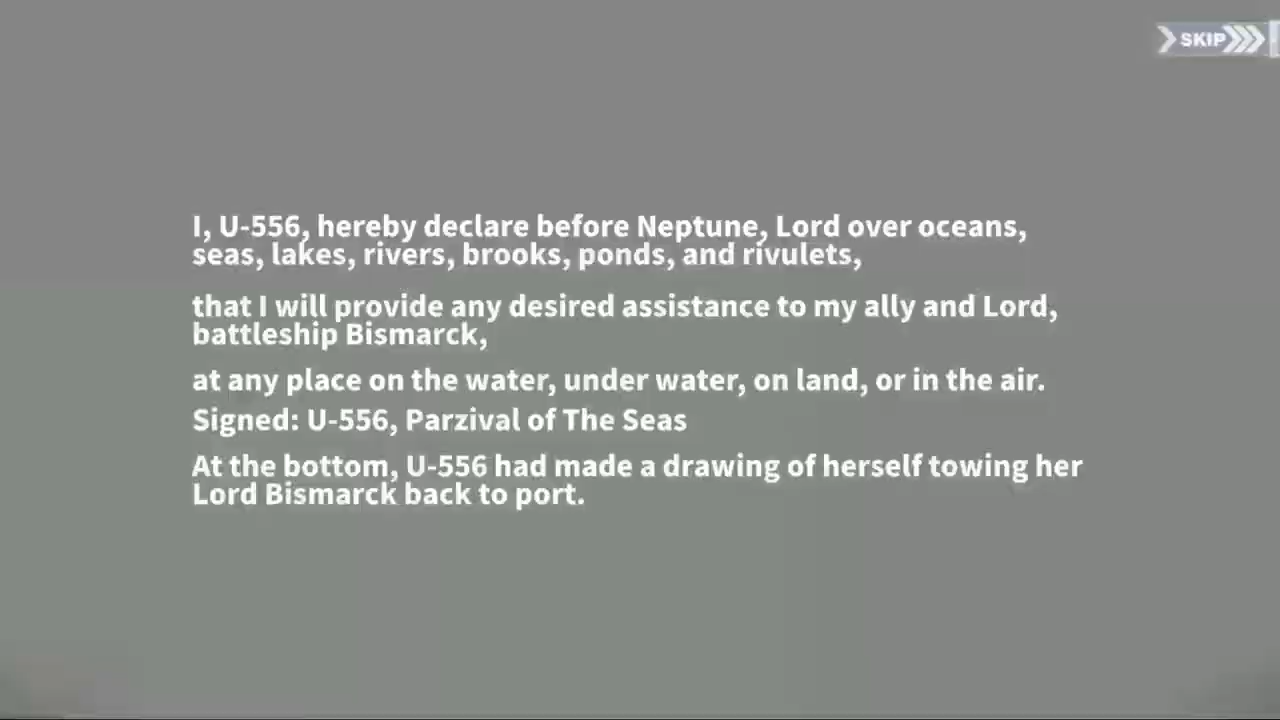 SKIP
I, U-556, hereby declare before Neptune, Lord over oceans,
seas, lakes, rivers, brooks, ponds, and rivulets,
that I will provide any desired assistance to my ally and Lord,
battleship Bismarck,
at any place on the water, under water, on land, or in the air.
Signed: U-556, Parzival of The Seas
At the bottom, U-556 had made a drawing of herself towing her
Lord Bismarck back to port.